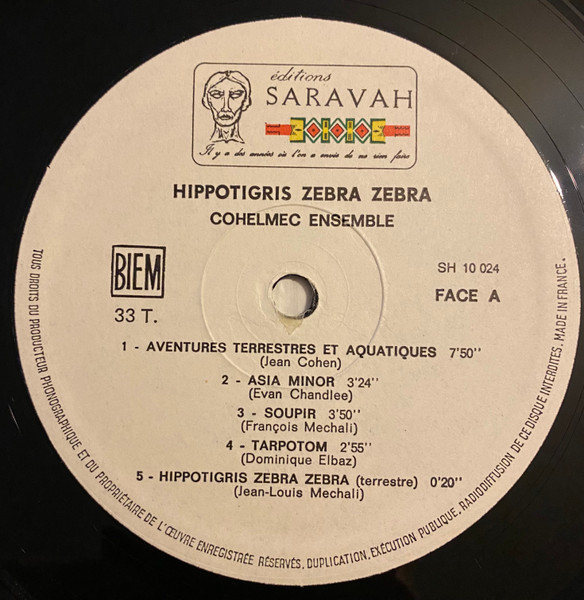 éditions
SARAVAH
Il y a des années où l'on a envie de ne rien faire
HIPPOTIGRIS ZEBRA ZEBRA
COHELMEC ENSEMBLE
BIEM
SH 10 024
33 T.
FACE A
1 - AVENTURES TERRESTRES ET AQUATIQUES 7'50''
(Jean Cohen)
2 - ASIA MINOR 3'24''
(Evan Chandlee)
3 - SOUPIR 3'50''
(François Mechali)
4 - TARPOTOM 2'55''
(Dominique Elbaz)
5 - HIPPOTIGRIS ZEBRA ZEBRA (terrestre) 0'20''
(Jean-Louis Mechali)
TOUS DROITS DU PRODUCTEUR PHONOGRAPHIQUE ET DU PROPRIÉTAIRE DE L'ŒUVRE ENREGISTRÉE RÉSERVÉS. DUPLICATION, EXÉCUTION PUBLIQUE, RADIODIFFUSION DE CE DISQUE INTERDITES. MADE IN FRANCE.